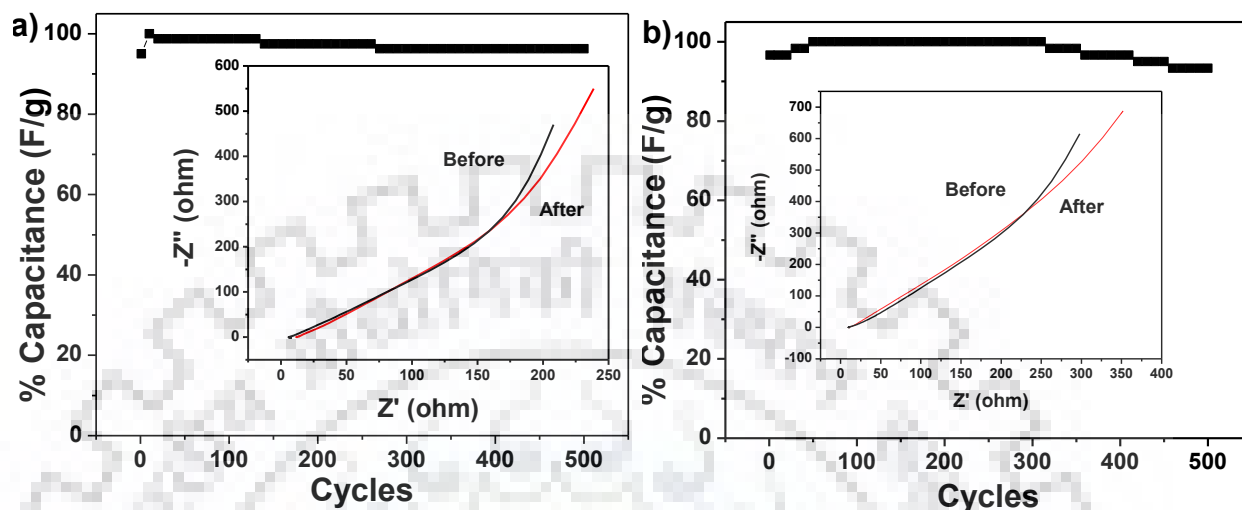 a)
% Capacitance (F/g)
100
80
60
40
20
0
0 100 200 300 400 500
Cycles
-Z" (ohm)
600
500
400
300
200
100
0
0 50 100 150 200 250
Z' (ohm)
Before
After
b)
% Capacitance (F/g)
100
80
60
40
20
0
0 100 200 300 400 500
Cycles
-Z" (ohm)
700
600
500
400
300
200
100
0
-100
0 50 100 150 200 250 300 350 400
Z' (ohm)
Before
After